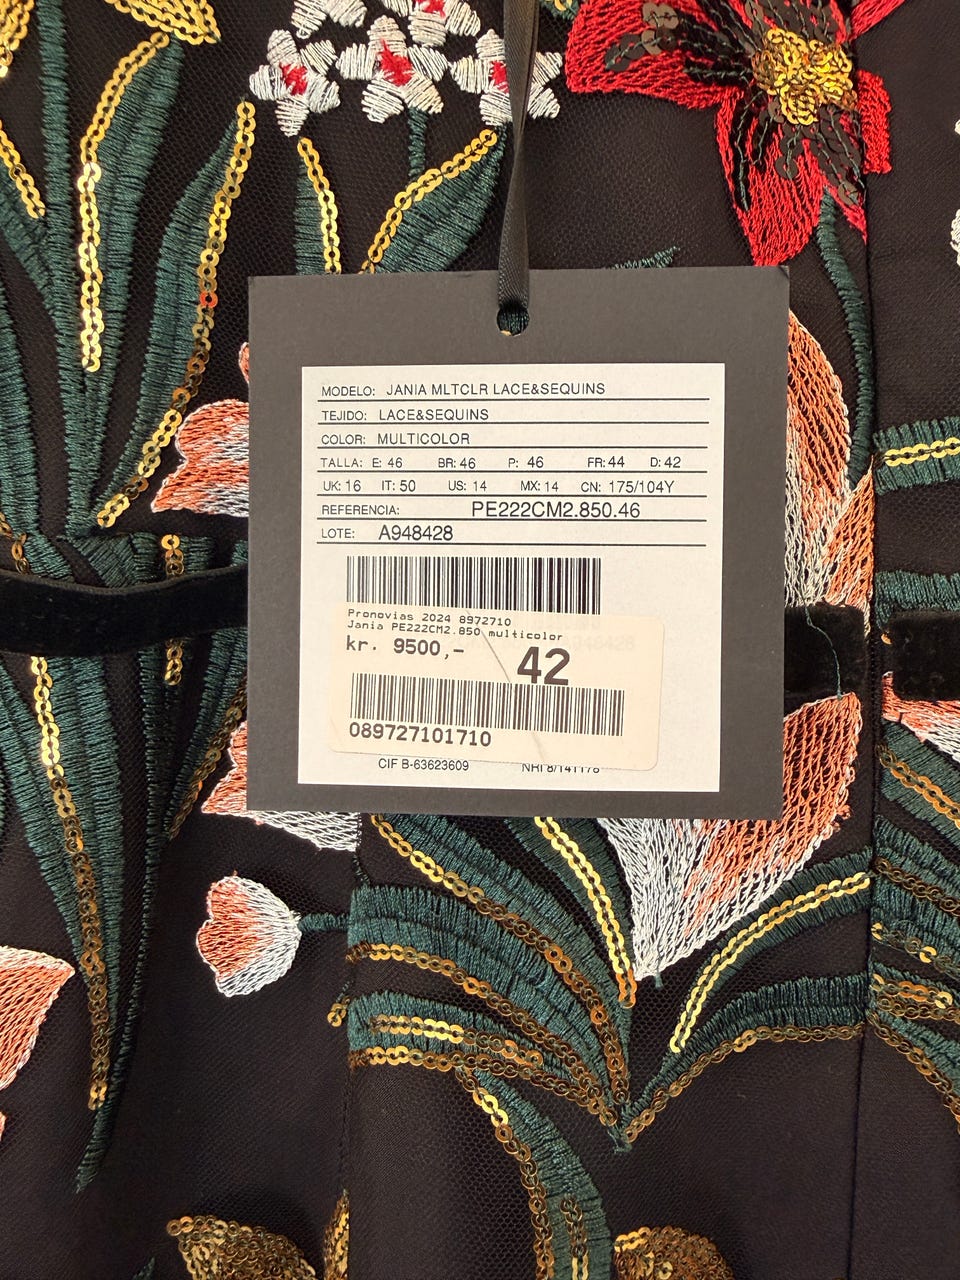 MODELO: JANIA MLTCLR LACE&SEQUINS
TEJIDO: LACE&SEQUINS
COLOR: MULTICOLOR
TALLA: E: 46 BR: 46 P: 46 FR: 44 D: 42
UK: 16 IT: 50 US: 14 MX: 14 CN: 175/104Y
REFERENCIA: PE222CM2.850.46
LOTE: A948428
Pronovias 2024 8972710
Jania PE222CM2.850 multicolor
kr. 9500,-
42
089727101710
CIF B-63623609